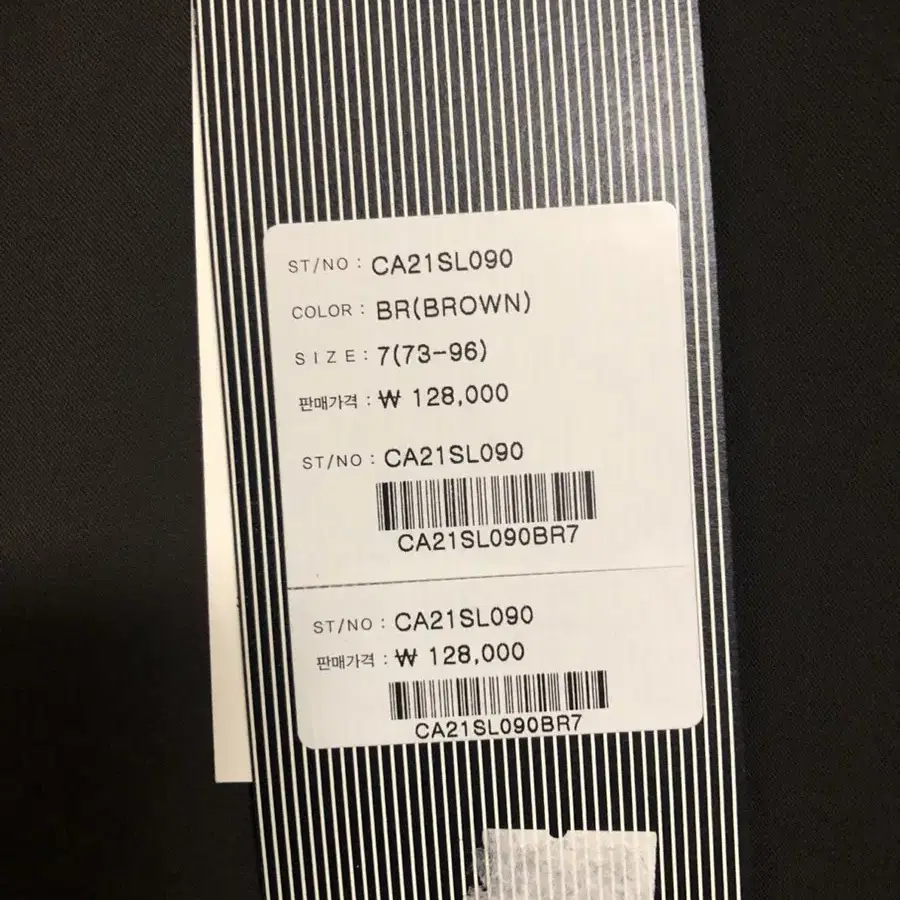 ST/NO : CA21SL090
COLOR : BR(BROWN)
SIZE : 7(73-96)
판매가격 : ₩ 128,000
ST/NO : CA21SL090
CA21SL090BR7
ST/NO : CA21SL090
판매가격 : ₩ 128,000
CA21SL090BR7